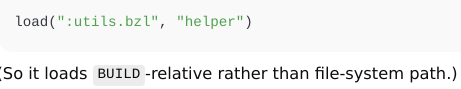 load(":utils.bzl", "helper")
(So it loads BUILD-relative rather than file-system path.)